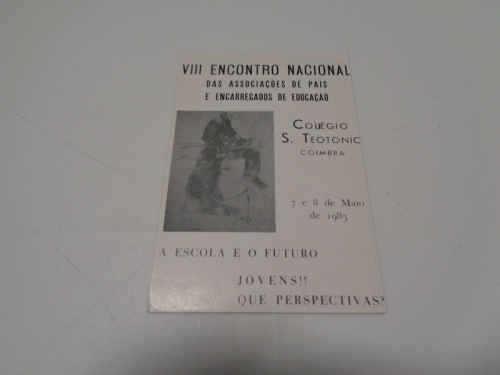 VIII ENCONTRO NACIONAL
DAS ASSOCIAÇÕES DE PAIS
E ENCARREGADOS DE EDUCAÇÃO
COLÉGIO
S. TEOTONIO
COIMBRA
7 e 8 de Maio
de 1983
A ESCOLA E O FUTURO
JOVENS!!
QUE PERSPECTIVAS?